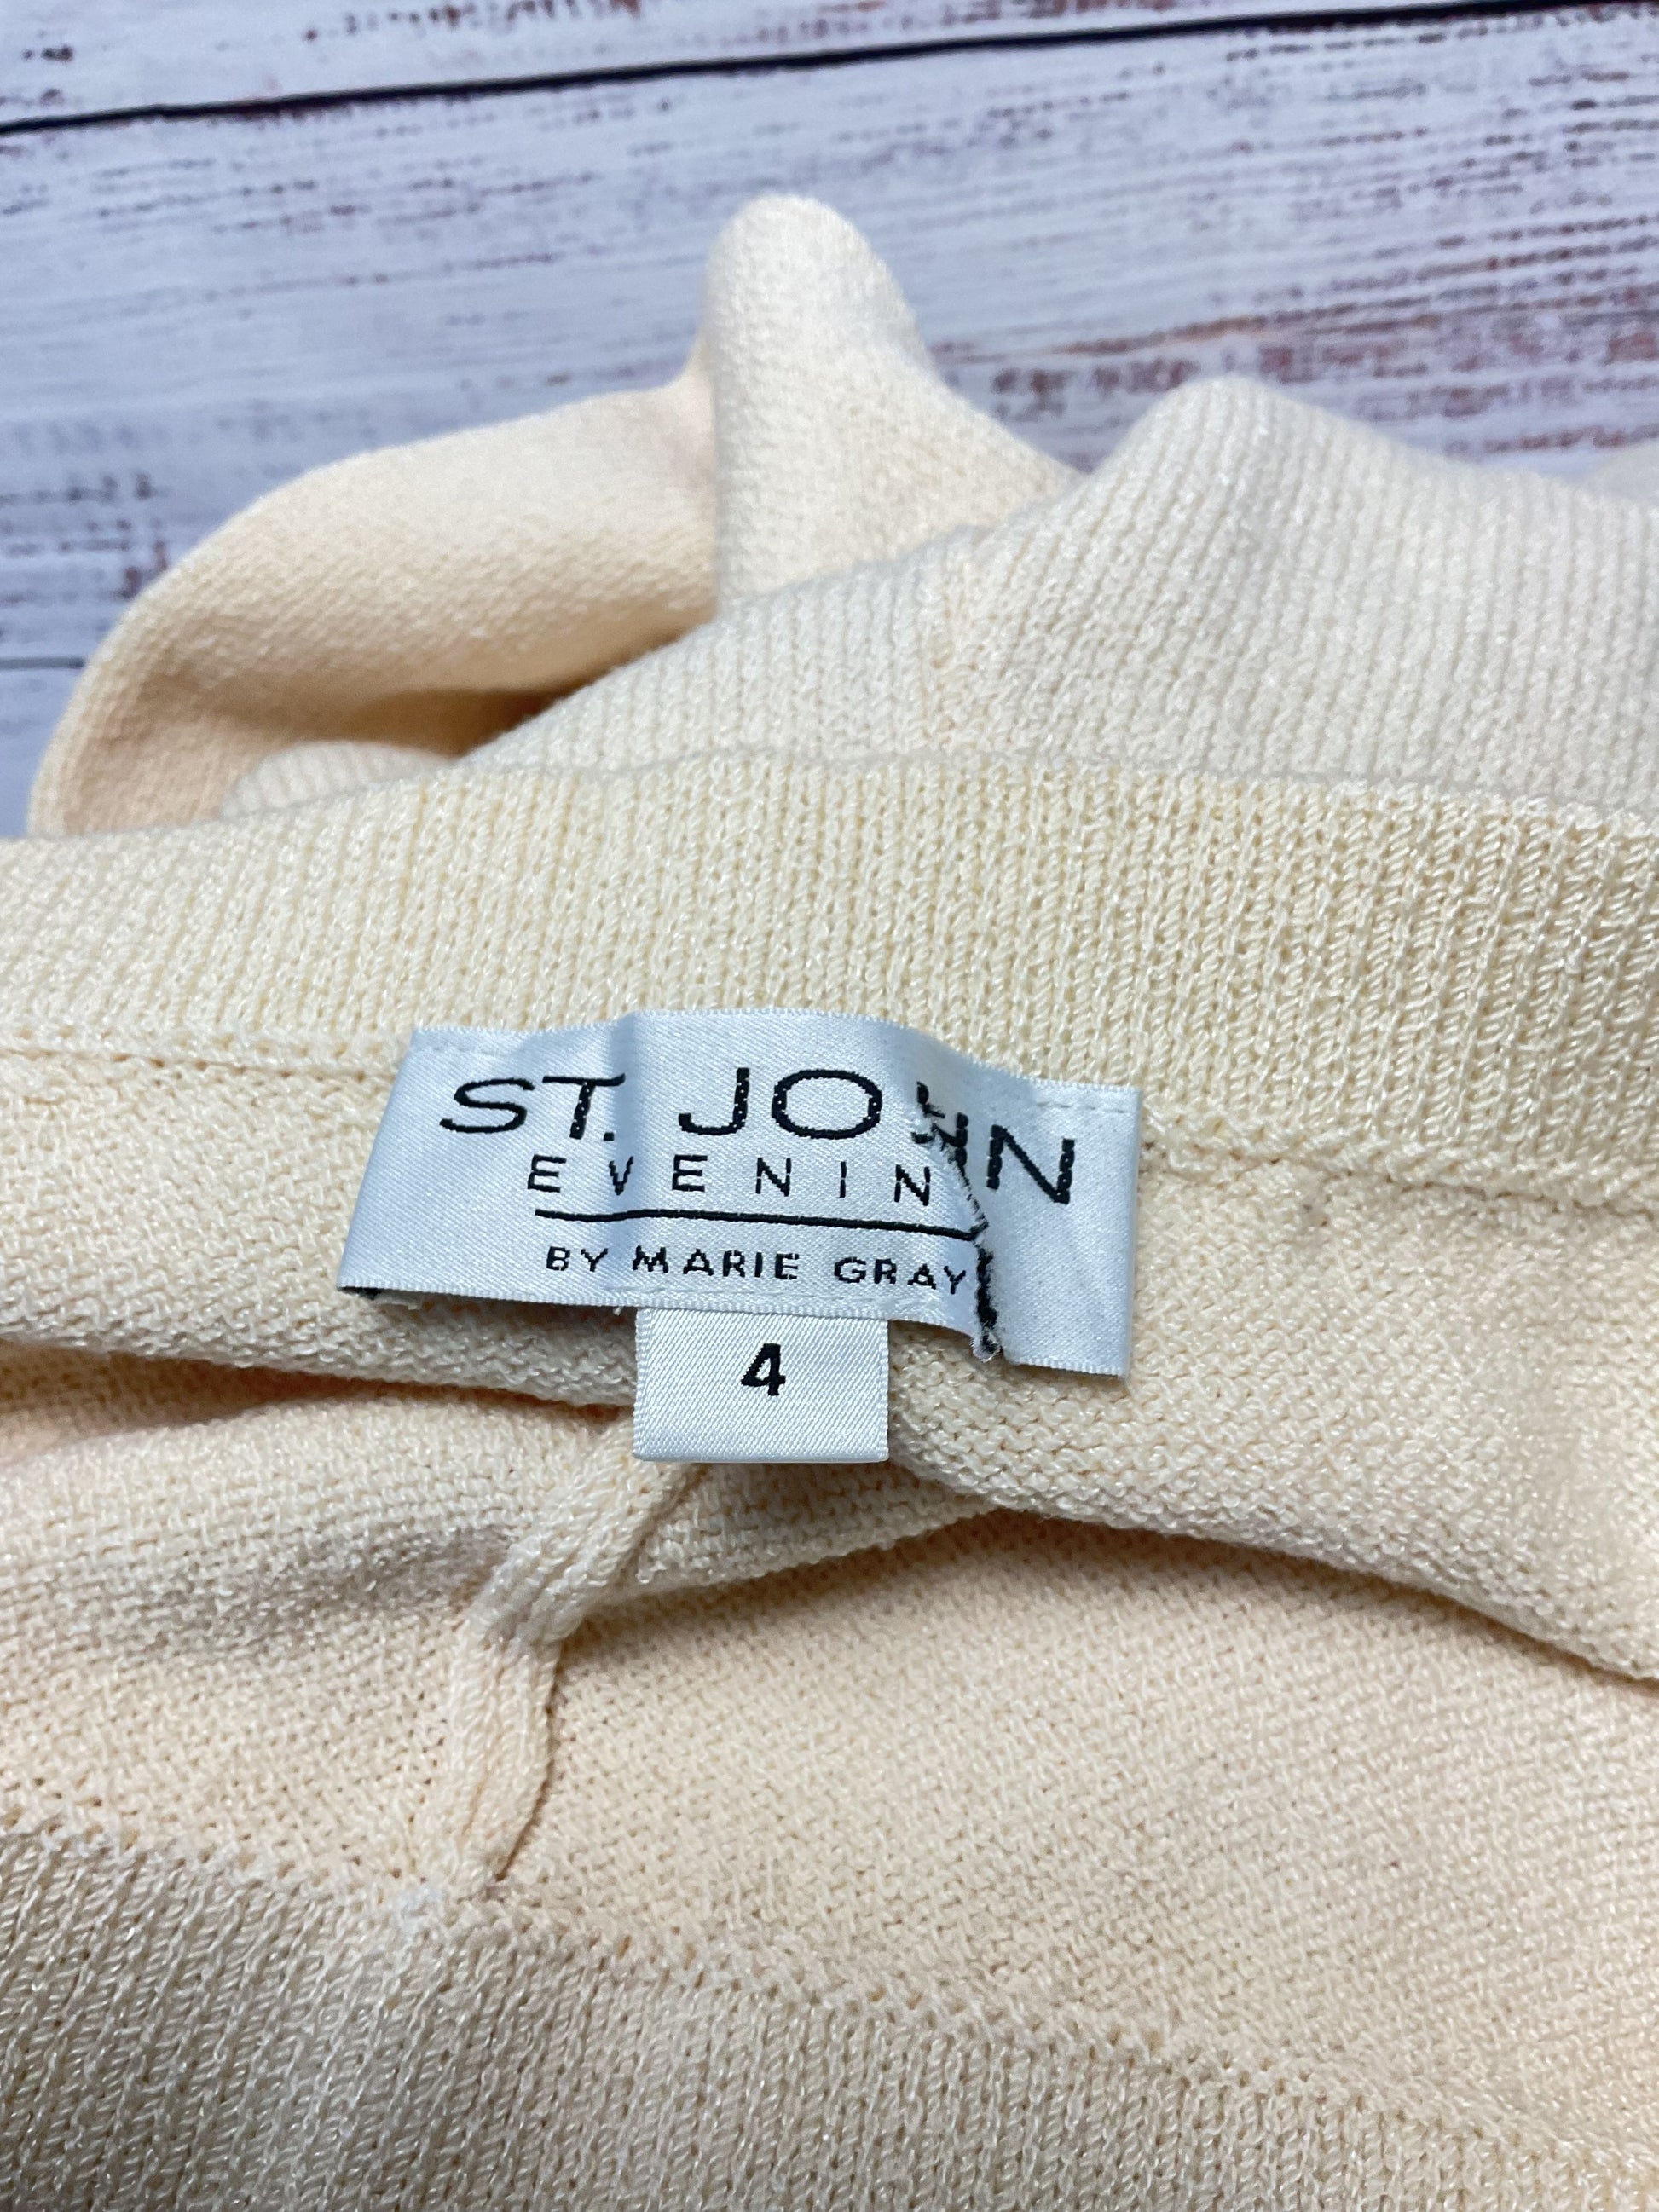 ST. JOHN
EVENIN
BY MARIE GRAY
4